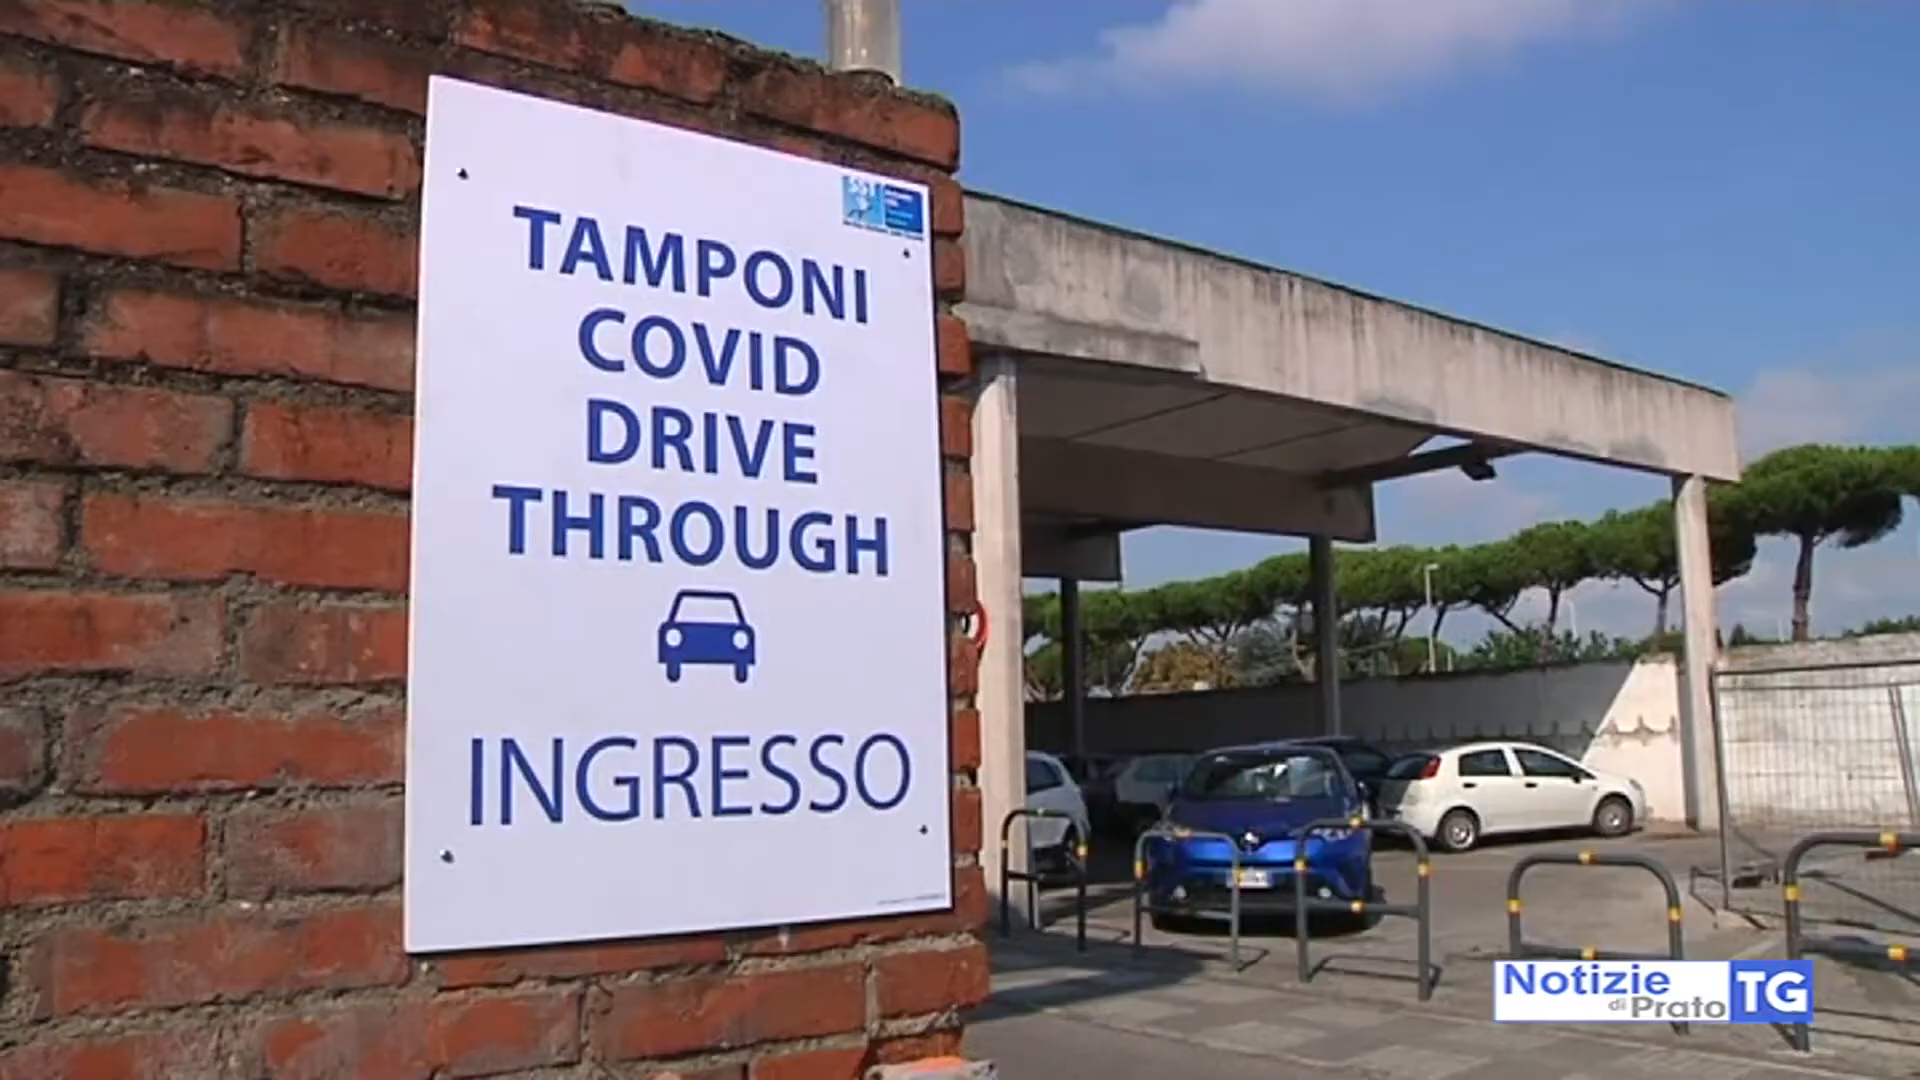 TAMPONI
COVID
DRIVE
THROUGH
INGRESSO
Notizie
di Prato TG